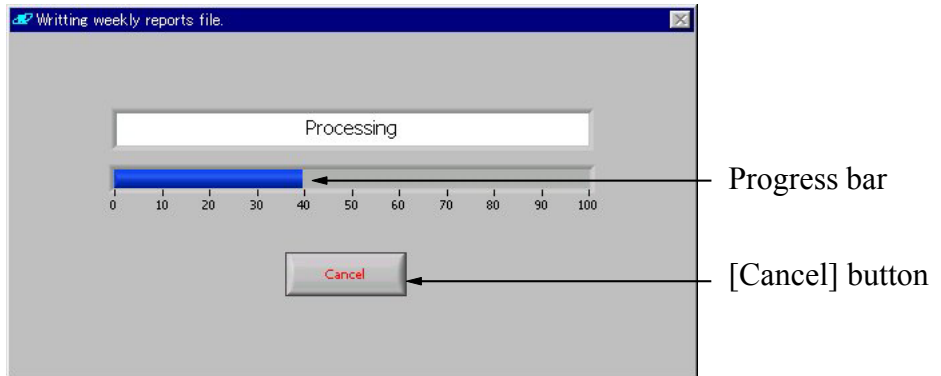 Writting weekly reports file.
Processing
Progress bar
0 10 20 30 40 50 60 70 80 90 100
Cancel
[Cancel] button